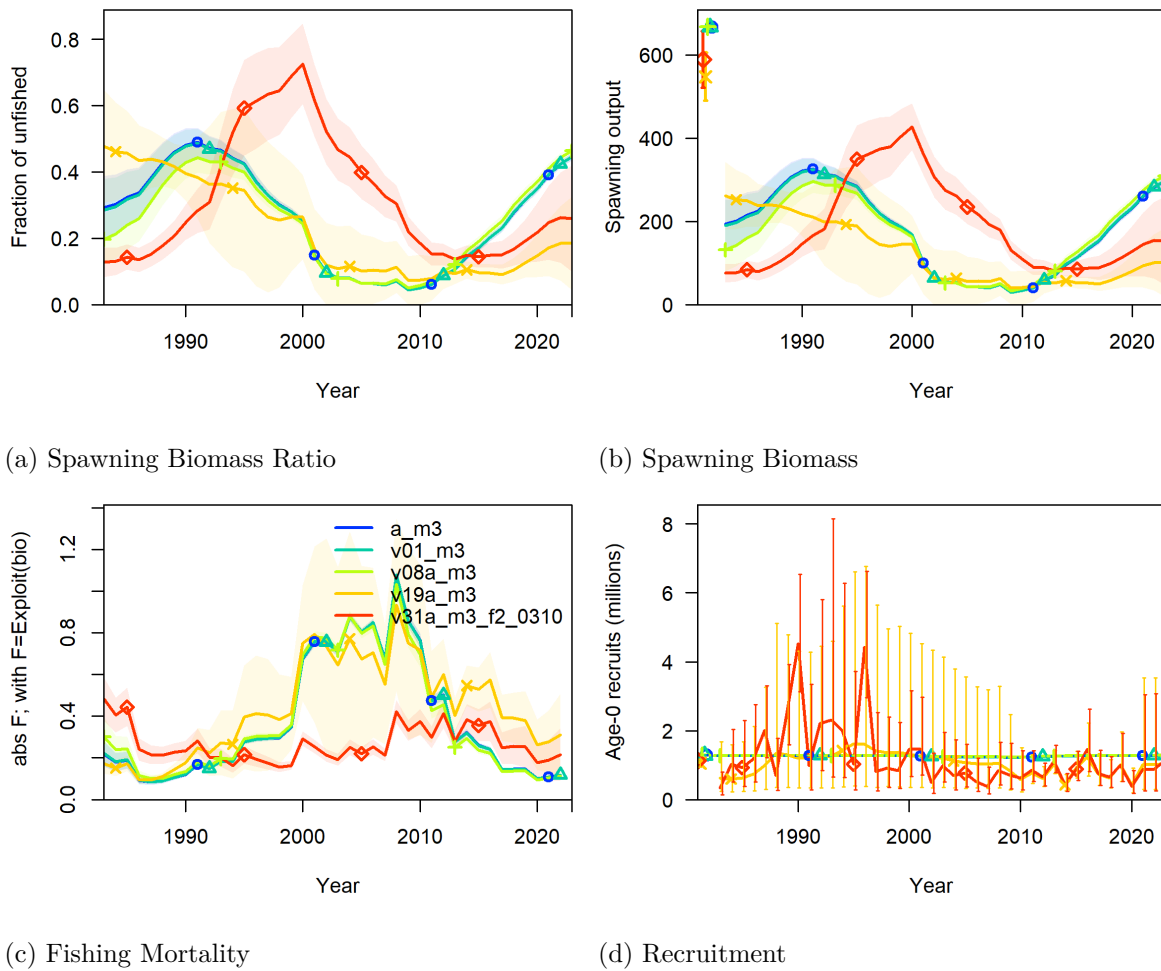 0.0 0.2 0.4 0.6 0.8
Fraction of unfished
1990 2000 2010 2020
Year
(a) Spawning Biomass Ratio
0 200 400 600
Spawning output
1990 2000 2010 2020
Year
(b) Spawning Biomass
0.0 0.4 0.8 1.2
abs F; with F=Exploit(bio)
a_m3
v01_m3
v08a_m3
v19a_m3
v31a_m3_f2_0310
1990 2000 2010 2020
Year
(c) Fishing Mortality
0 2 4 6 8
Age-0 recruits (millions)
1990 2000 2010 2020
Year
(d) Recruitment